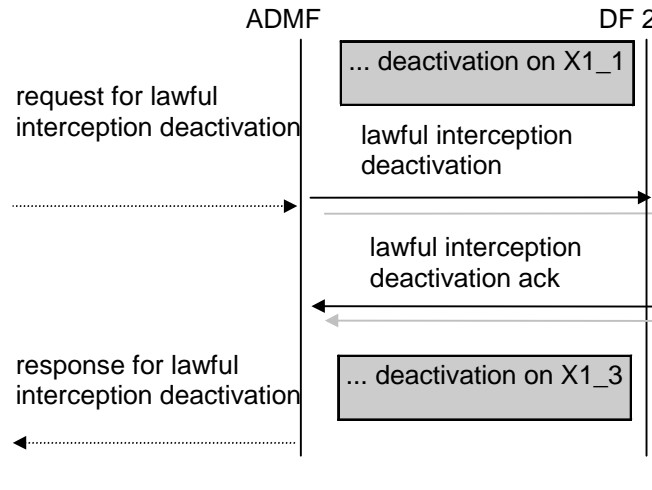 ADMF
DF 2
... deactivation on X1_1
request for lawful
interception deactivation
lawful interception
deactivation
lawful interception
deactivation ack
response for lawful
interception deactivation
... deactivation on X1_3